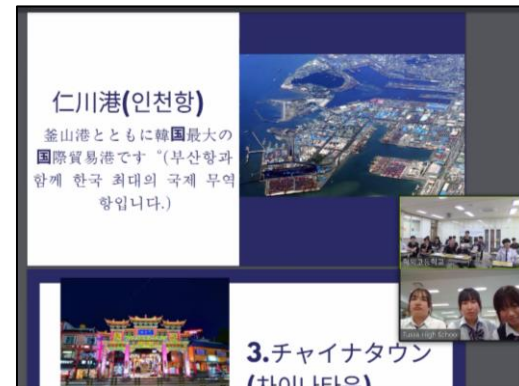 仁川港(인천항)
釜山港とともに韓国最大の
国際貿易港です“(부산항과
함께 한국 최대의 국제 무역
항입니다.)
3.チャイナタウン
(차이나타운)
High School